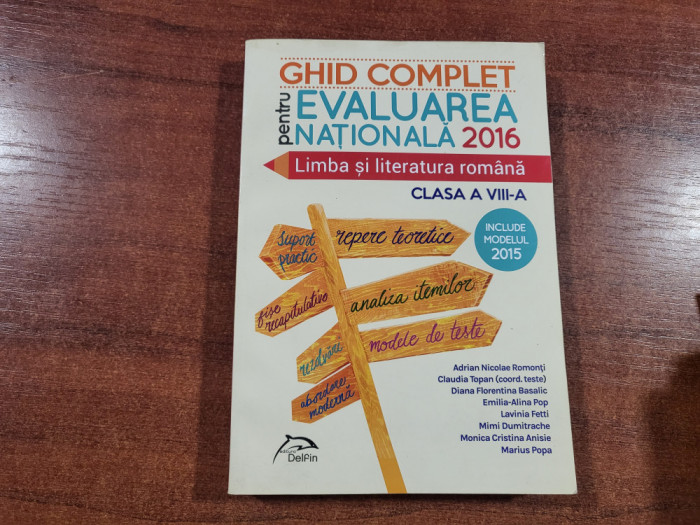 GHID COMPLET
pentru
EVALUAREA
NAȚIONALĂ 2016
Limba și literatura română
CLASA A VIII-A
INCLUDE
MODELUL
2015
suport
practic
repere teoretice
fișe
recapitulative
analiza itemilor
rezolvări
modele de teste
abordare
modernă
Adrian Nicolae Romonți
Claudia Topan (coord. teste)
Diana Florentina Basalic
Emilia-Alina Pop
Lavinia Fetti
Mimi Dumitrache
Monica Cristina Anisie
Marius Popa
editura
Delfin